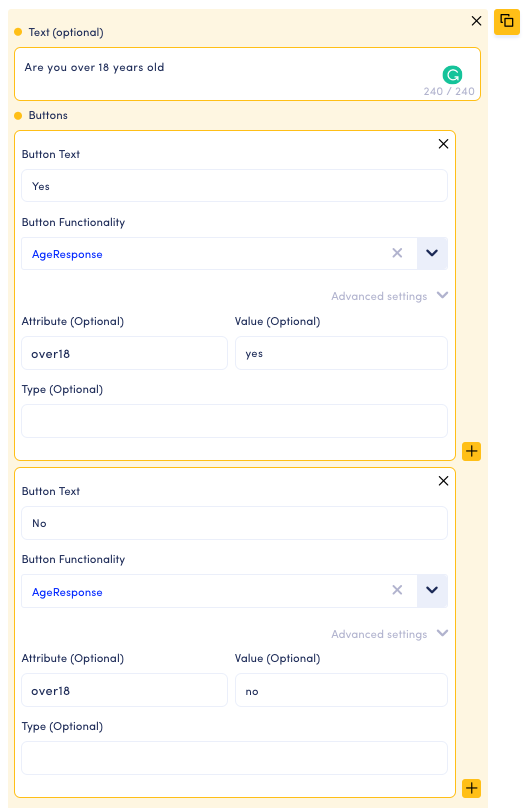 Text (optional)
Are you over 18 years old
240 / 240
Buttons
Button Text
Yes
Button Functionality
AgeResponse
Advanced settings
Attribute (Optional) Value (Optional)
over18 yes
Type (Optional)
Button Text
No
Button Functionality
AgeResponse
Advanced settings
Attribute (Optional) Value (Optional)
over18 no
Type (Optional)